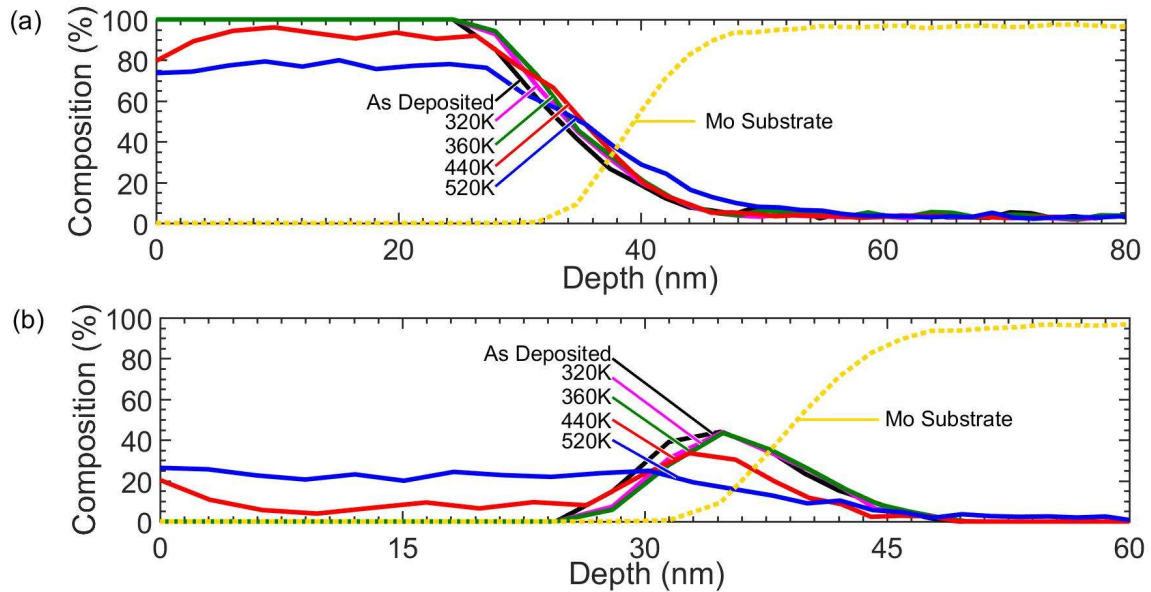 (a)
Composition (%)
100
80
60
40
20
0
As Deposited
320K
360K
440K
520K
Mo Substrate
0 20 40 60 80
Depth (nm)
(b)
Composition (%)
100
80
60
40
20
0
As Deposited
320K
360K
440K
520K
Mo Substrate
0 15 30 45 60
Depth (nm)